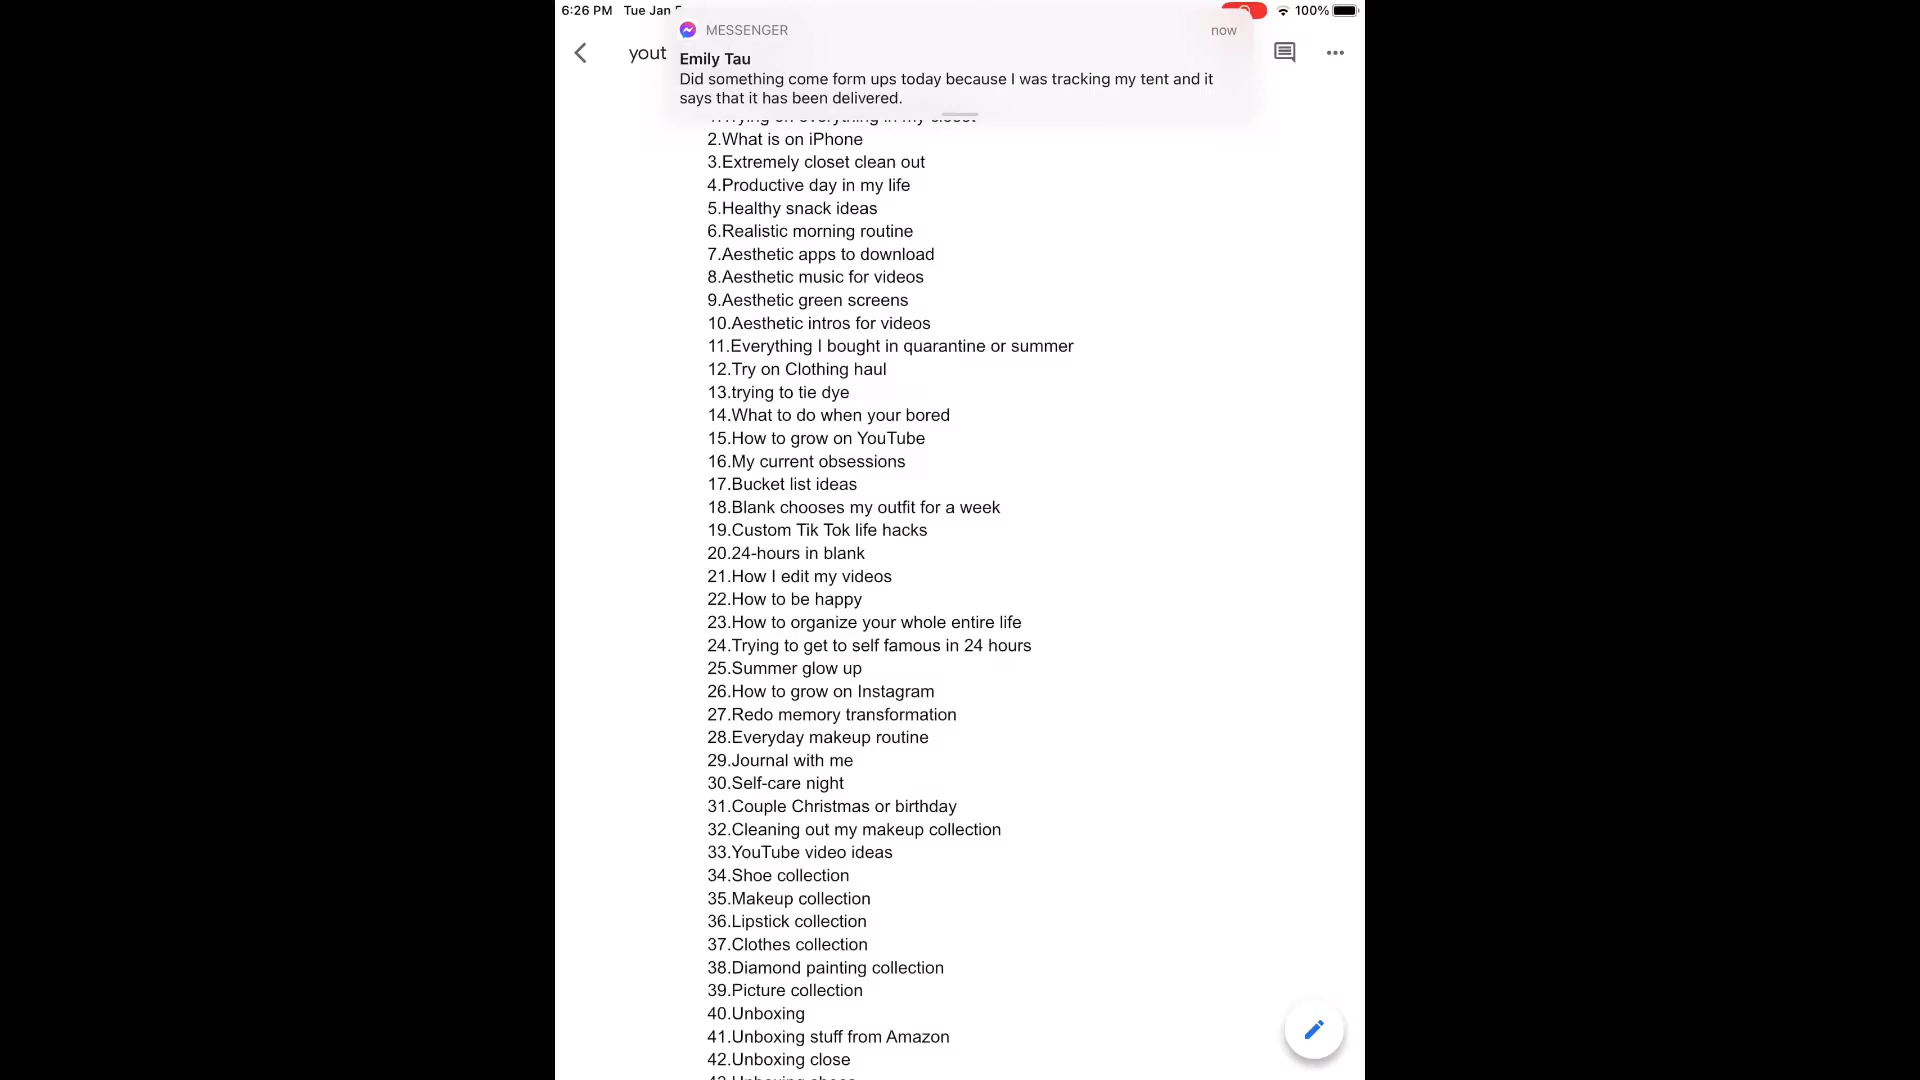 6:26 PM Tue Jan 100%
MESSENGER now
yout
Emily Tau
Did something come form ups today because I was tracking my tent and it
says that it has been delivered.
1.Trying on everything in my closet
2.What is on iPhone
3.Extremely closet clean out
4.Productive day in my life
5.Healthy snack ideas
6.Realistic morning routine
7.Aesthetic apps to download
8.Aesthetic music for videos
9.Aesthetic green screens
10.Aesthetic intros for videos
11.Everything I bought in quarantine or summer
12.Try on Clothing haul
13.trying to tie dye
14.What to do when your bored
15.How to grow on YouTube
16.My current obsessions
17.Bucket list ideas
18.Blank chooses my outfit for a week
19.Custom Tik Tok life hacks
20.24-hours in blank
21.How I edit my videos
22.How to be happy
23.How to organize your whole entire life
24.Trying to get to self famous in 24 hours
25.Summer glow up
26.How to grow on Instagram
27.Redo memory transformation
28.Everyday makeup routine
29.Journal with me
30.Self-care night
31.Couple Christmas or birthday
32.Cleaning out my makeup collection
33.YouTube video ideas
34.Shoe collection
35.Makeup collection
36.Lipstick collection
37.Clothes collection
38.Diamond painting collection
39.Picture collection
40.Unboxing
41.Unboxing stuff from Amazon
42.Unboxing close